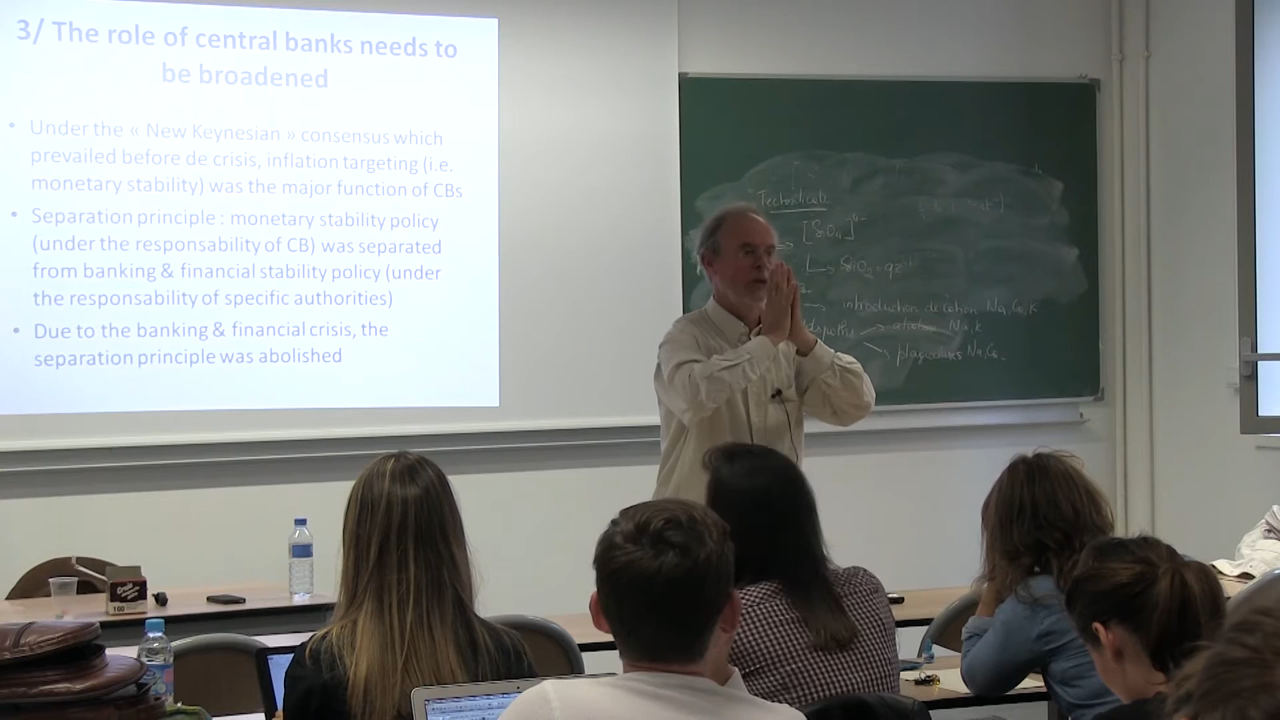 3/ The role of central banks needs to
be broadened
• Under the « New Keynesian » consensus which
prevailed before de crisis, inflation targeting (i.e.
monetary stability) was the major function of CBs
• Separation principle : monetary stability policy
(under the responsability of CB) was separated
from banking & financial stability policy (under
the responsability of specific authorities)
• Due to the banking & financial crisis, the
separation principle was abolished
[SiO4]4-
SiO2 = qz
introduction de cation Na, Ca, K
Na, K
plagioclases Na, Ca
100